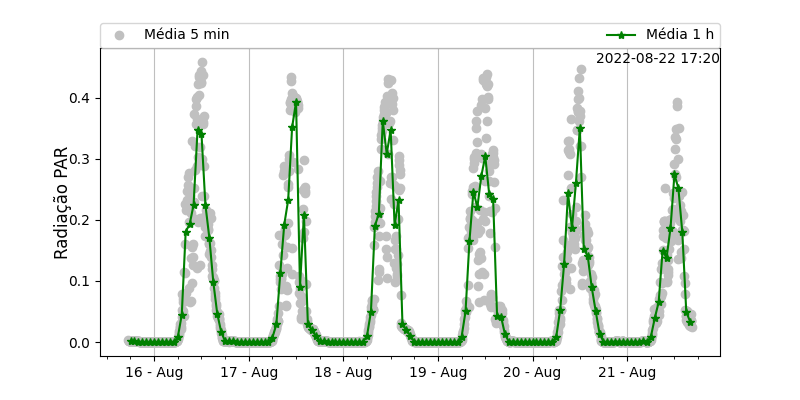 Média 5 min
Média 1 h
2022-08-22 17:20
Radiação PAR
0.4
0.3
0.2
0.1
0.0
16 - Aug
17 - Aug
18 - Aug
19 - Aug
20 - Aug
21 - Aug